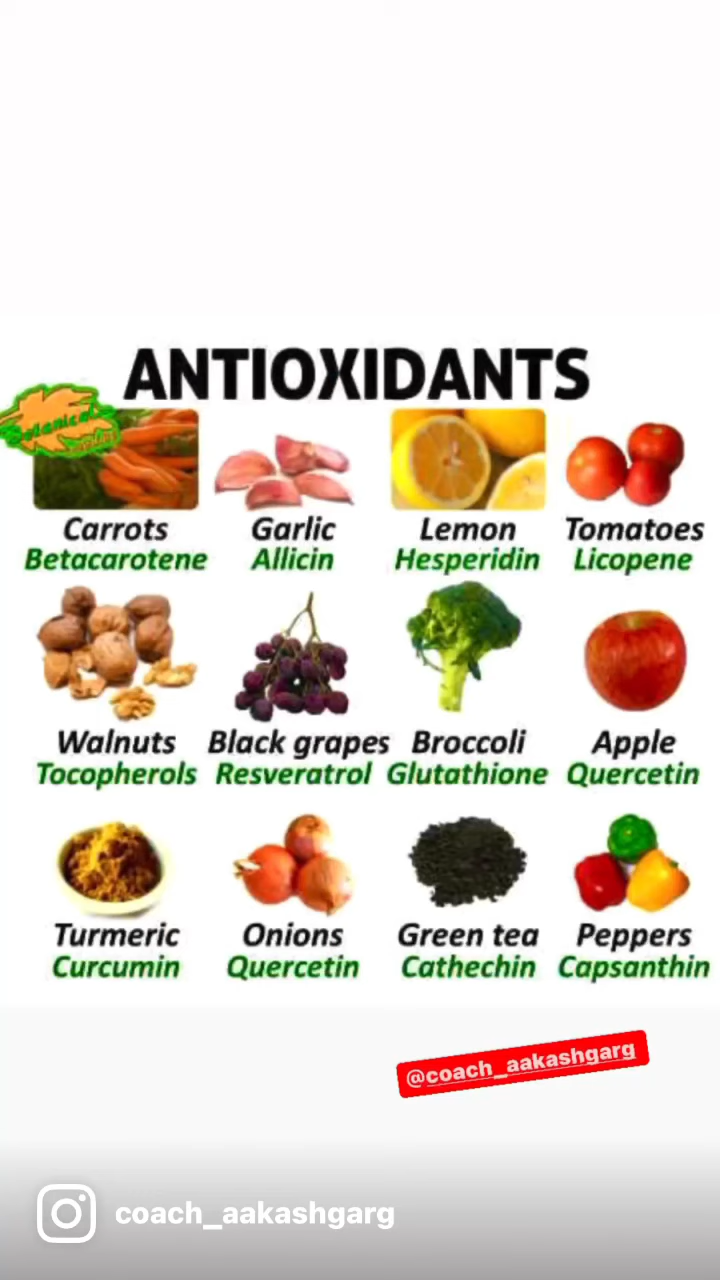 ANTIOXIDANTS
Botanical
Carrots Garlic Lemon Tomatoes
Betacarotene Allicin Hesperidin Licopene
Walnuts Black grapes Broccoli Apple
Tocopherols Resveratrol Glutathione Quercetin
Turmeric Onions Green tea Peppers
Curcumin Quercetin Cathechin Capsanthin
@coach_aakashgarg
coach_aakashgarg